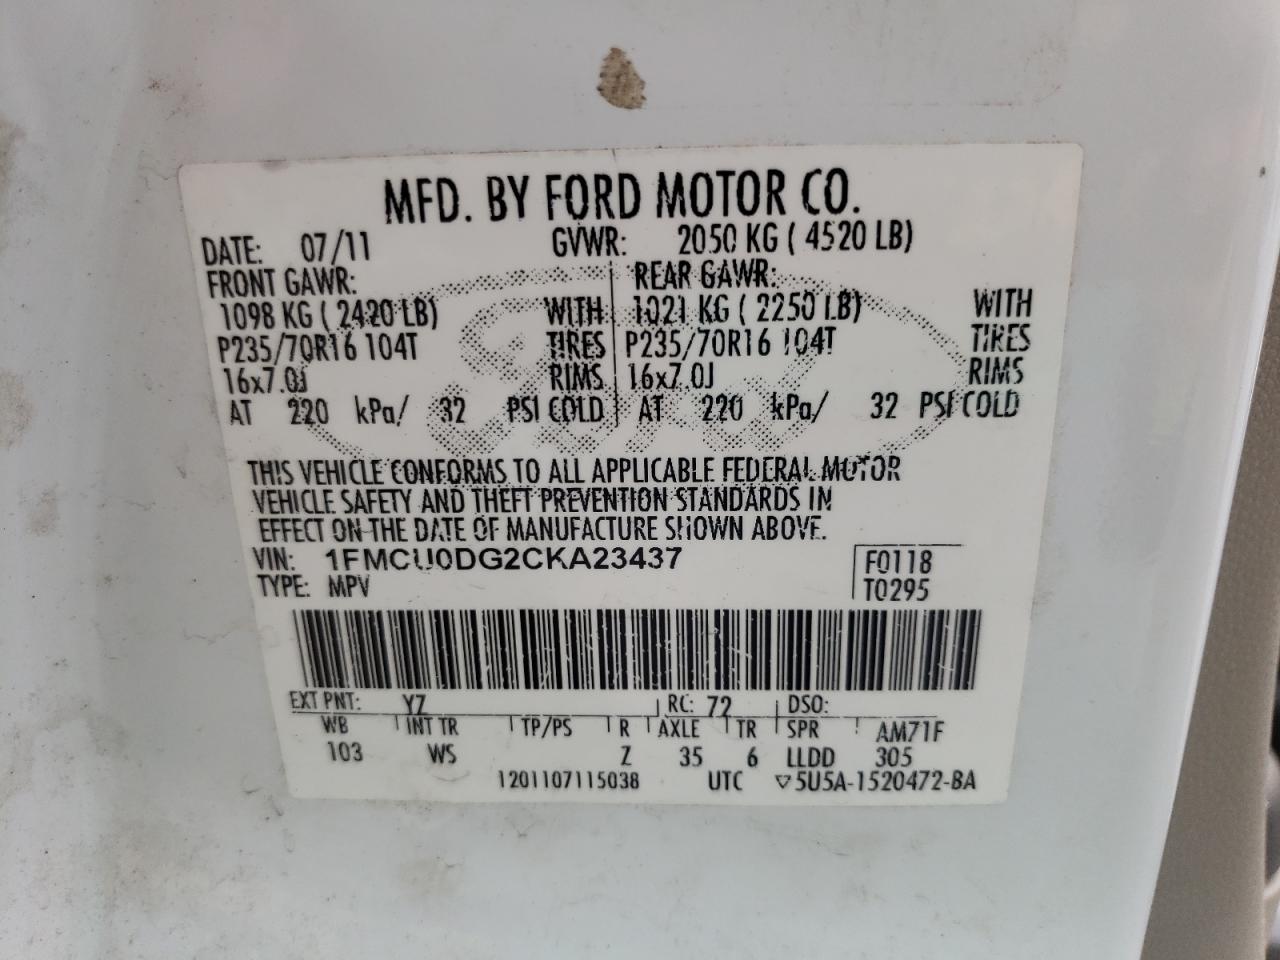 MFD. BY FORD MOTOR CO.
DATE: 07/11 GVWR: 2050 KG ( 4520 LB)
FRONT GAWR: REAR GAWR:
1098 KG ( 2420 LB) WITH 1021 KG ( 2250 LB) WITH
P235/70R16 104T TIRES P235/70R16 104T TIRES
16x7.0J RIMS 16x7.0J RIMS
AT 220 kPa/ 32 PSI COLD AT 220 kPa/ 32 PSI COLD
Ford
THIS VEHICLE CONFORMS TO ALL APPLICABLE FEDERAL MOTOR
VEHICLE SAFETY AND THEFT PREVENTION STANDARDS IN
EFFECT ON THE DATE OF MANUFACTURE SHOWN ABOVE.
VIN: 1FMCU0DG2CKA23437 F0118
TYPE: MPV T0295
EXT PNT: YZ RC: 72 DSO:
WB INT TR TP/PS R AXLE TR SPR AM71F
103 WS Z 35 6 LLDD 305
1201107115038 UTC ▽5U5A-1520472-BA